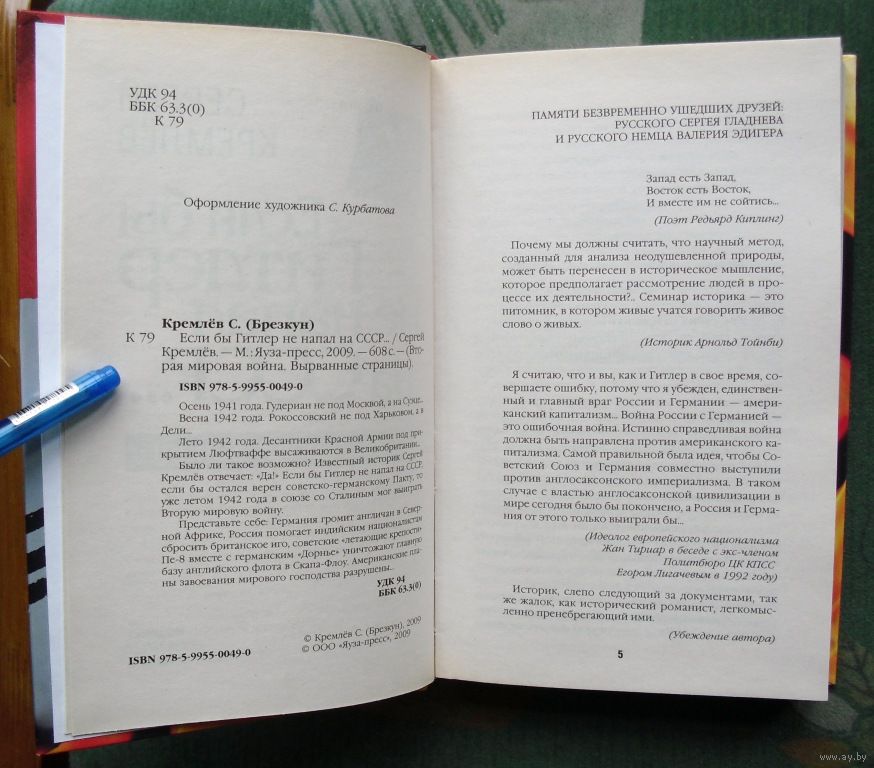 УДК 94
ББК 63.3(0)
К 79
Оформление художника С. Курбатова
Кремлёв С. (Брезкун)
К 79 Если бы Гитлер не напал на СССР... / Сергей
Кремлёв. — М. : Яуза-пресс, 2009. — 608 с. — (Вто-
рая мировая война. Вырванные страницы).
ISBN 978-5-9955-0049-0
Осень 1941 года. Гудериан не под Москвой, а на Суэце...
Весна 1942 года. Рокоссовский не под Харьковом, а в
Дели...
Лето 1942 года. Десантники Красной Армии под при-
крытием Люфтваффе высаживаются в Великобритании...
Было ли такое возможно? Известный историк Сергей
Кремлёв отвечает: «Да!» Если бы Гитлер не напал на СССР,
если бы остался верен советско-германскому Пакту, то
уже летом 1942 года в союзе со Сталиным мог выиграть
Вторую мировую войну.
Представьте себе: Германия громит англичан в Север-
ной Африке, Россия помогает индийским националистам
сбросить британское иго, советские «летающие крепости»
Пе-8 вместе с германским «Дорнье» уничтожают главную
базу английского флота в Скапа-Флоу. Американские пла-
ны завоевания мирового господства разрушены...
УДК 94
ББК 63.3(0)
© Кремлёв С. (Брезкун), 2009
© ООО «Яуза-пресс», 2009
ISBN 978-5-9955-0049-0
ПАМЯТИ БЕЗВРЕМЕННО УШЕДШИХ ДРУЗЕЙ:
РУССКОГО СЕРГЕЯ ГЛАДНЕВА
И РУССКОГО НЕМЦА ВАЛЕРИЯ ЭДИГЕРА
Запад есть Запад,
Восток есть Восток,
И вместе им не сойтись...
(Поэт Редьярд Киплинг)
Почему мы должны считать, что научный метод,
созданный для анализа неодушевленной природы,
может быть перенесен в историческое мышление,
которое предполагает рассмотрение людей в про-
цессе их деятельности?.. Семинар историка — это
питомник, в котором живые учатся говорить живое
слово о живых.
(Историк Арнольд Тойнби)
Я считаю, что и вы, как и Гитлер в свое время, со-
вершаете ошибку, потому что я убежден, единствен-
ный и главный враг России и Германии — амери-
канский капитализм... Война России с Германией —
это ошибочная война. Истинно справедливая война
должна быть направлена против американского ка-
питализма. Самой правильной была идея, чтобы Со-
ветский Союз и Германия совместно выступили
против англосаксонского империализма. В таком
случае с властью англосаксонской цивилизации в
мире сегодня было бы покончено, а Россия и Герма-
ния от этого только выиграли бы...
(Идеолог европейского национализма
Жан Тириар в беседе с экс-членом
Политбюро ЦК КПСС
Егором Лигачевым в 1992 году)
Историк, слепо следующий за документами, так
же жалок, как исторический романист, легкомыс-
ленно пренебрегающий ими.
(Убеждение автора)
5
www.ay.by